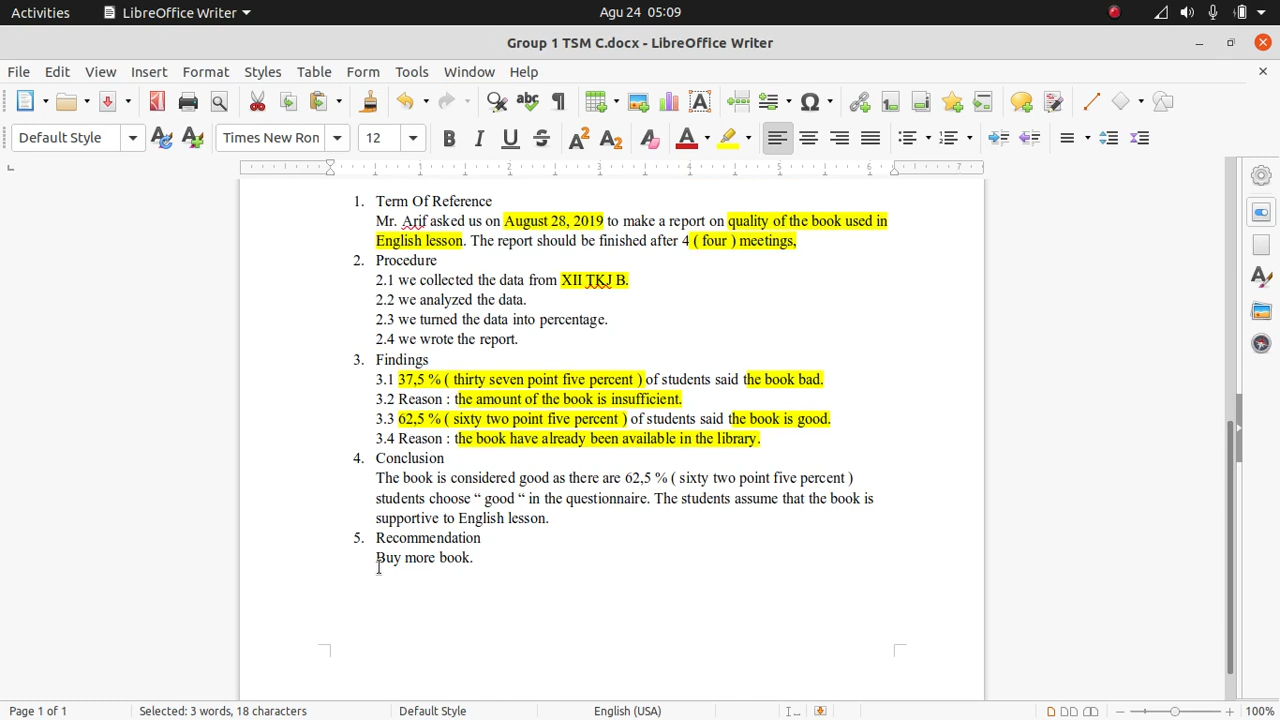 Activities LibreOffice Writer Agu 24 05:09
Group 1 TSM C.docx - LibreOffice Writer
File Edit View Insert Format Styles Table Form Tools Window Help
Default Style Times New Ron 12
1 1 2 3 4 5 6 7
1. Term Of Reference
Mr. Arif asked us on August 28, 2019 to make a report on quality of the book used in
English lesson. The report should be finished after 4 ( four ) meetings,
2. Procedure
2.1 we collected the data from XII TKJ B.
2.2 we analyzed the data.
2.3 we turned the data into percentage.
2.4 we wrote the report.
3. Findings
3.1 37,5 % ( thirty seven point five percent ) of students said the book bad.
3.2 Reason : the amount of the book is insufficient.
3.3 62,5 % ( sixty two point five percent ) of students said the book is good.
3.4 Reason : the book have already been available in the library.
4. Conclusion
The book is considered good as there are 62,5 % ( sixty two point five percent )
students choose “ good “ in the questionnaire. The students assume that the book is
supportive to English lesson.
5. Recommendation
Buy more book.
Page 1 of 1 Selected: 3 words, 18 characters Default Style English (USA) 100%